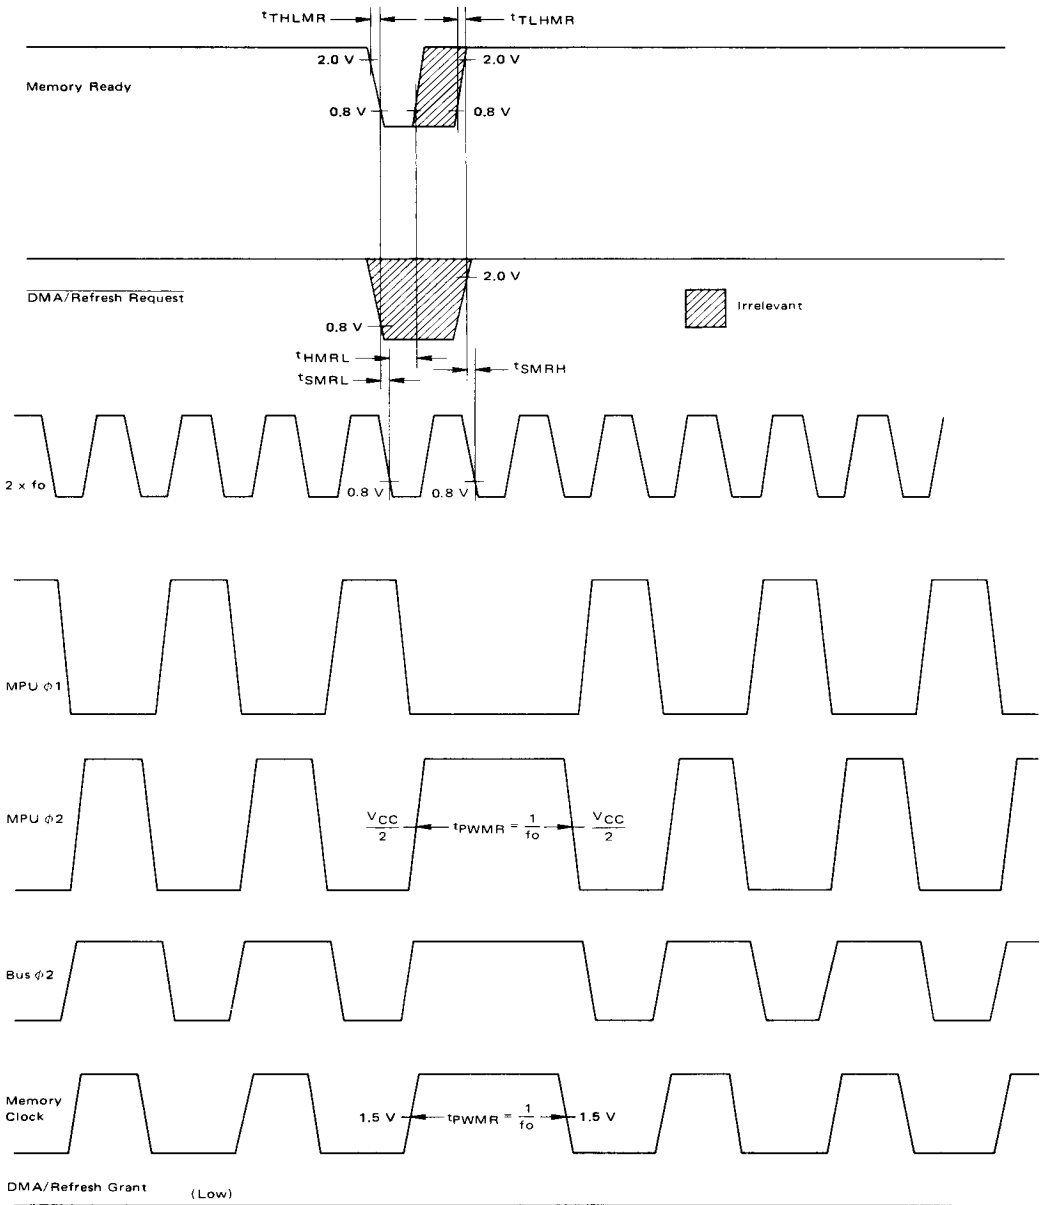 tTHLMR tTLHMR
2.0 V 2.0 V
Memory Ready
0.8 V 0.8 V
2.0 V
DMA/Refresh Request
Irrelevant
0.8 V
tHMRL
tSMRH
tSMRL
2 x fo
0.8 V 0.8 V
MPU φ1
MPU φ2
VCC/2 tPWMR = 1/fo VCC/2
Bus φ2
Memory
Clock
1.5 V tPWMR = 1/fo 1.5 V
DMA/Refresh Grant (Low)